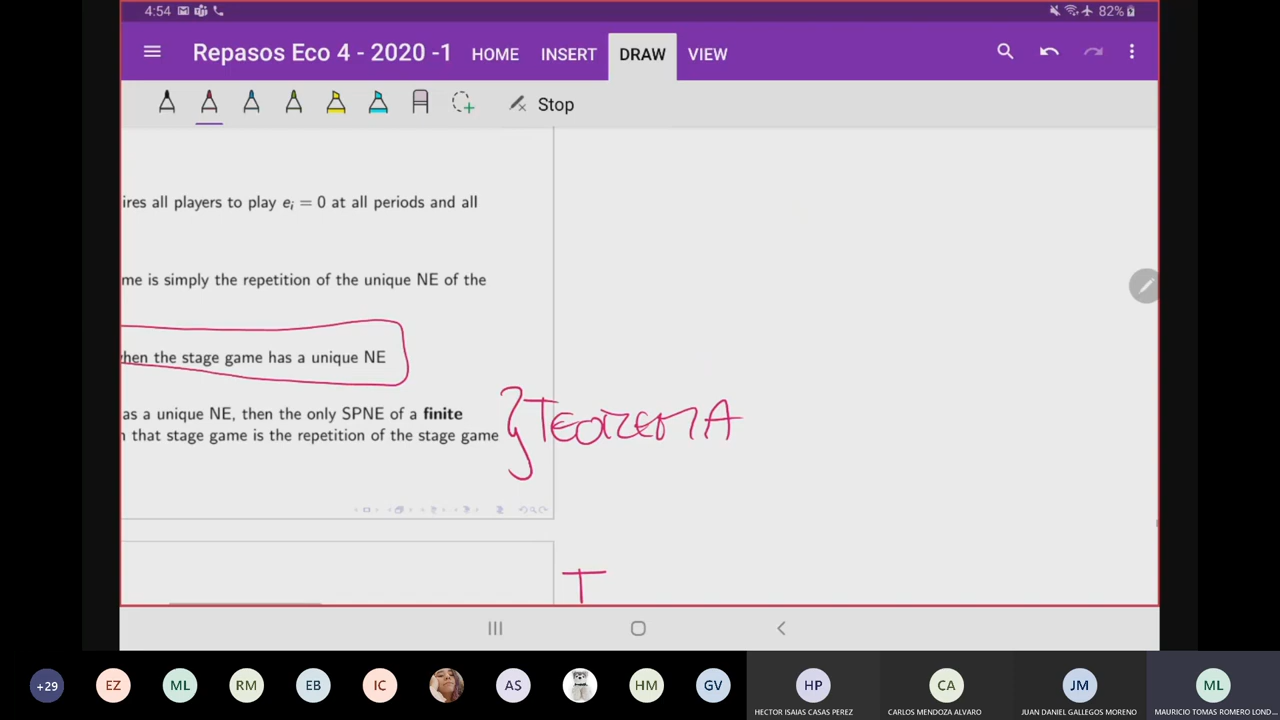 4:54
82%
Repasos Eco 4 - 2020 -1 HOME INSERT DRAW VIEW
Stop
ires all players to play eᵢ = 0 at all periods and all
me is simply the repetition of the unique NE of the
when the stage game has a unique NE
as a unique NE, then the only SPNE of a finite
n that stage game is the repetition of the stage game
TEOREMA
T
+29 EZ ML RM EB IC AS HM GV HP CA JM ML
HECTOR ISAIAS CASAS PEREZ CARLOS MENDOZA ALVARO JUAN DANIEL GALLEGOS MORENO MAURICIO TOMAS ROMERO LOND...